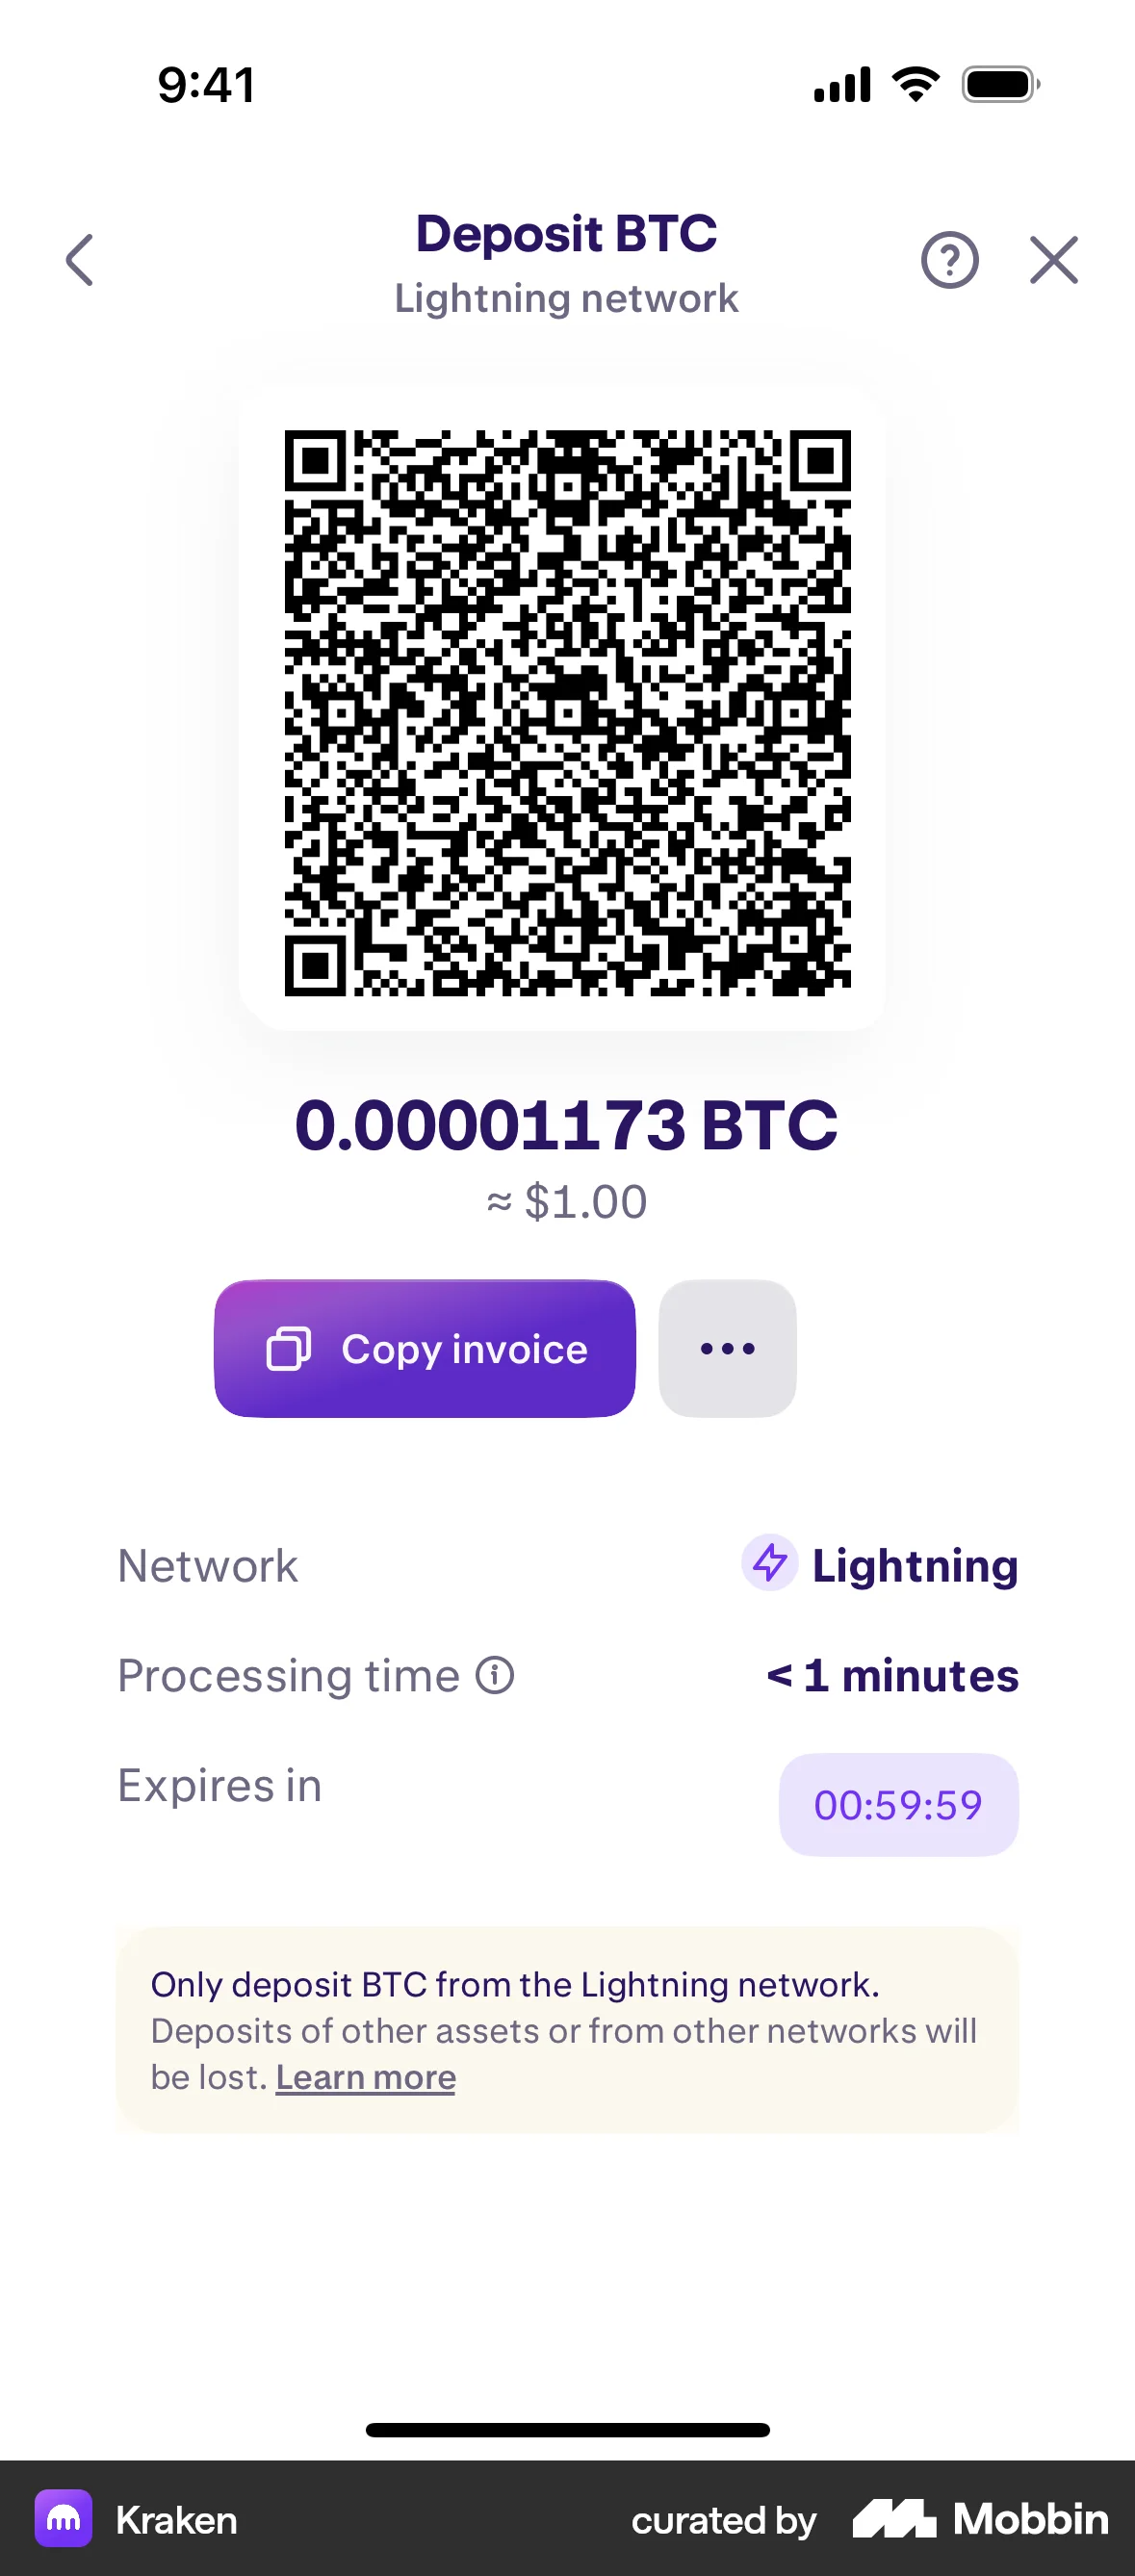 9:41
Deposit BTC
Lightning network
0.00001173 BTC
≈ $1.00
Copy invoice
Network
Lightning
Processing time
< 1 minutes
Expires in
00:59:59
Only deposit BTC from the Lightning network.
Deposits of other assets or from other networks will
be lost. Learn more
Kraken
curated by
Mobbin